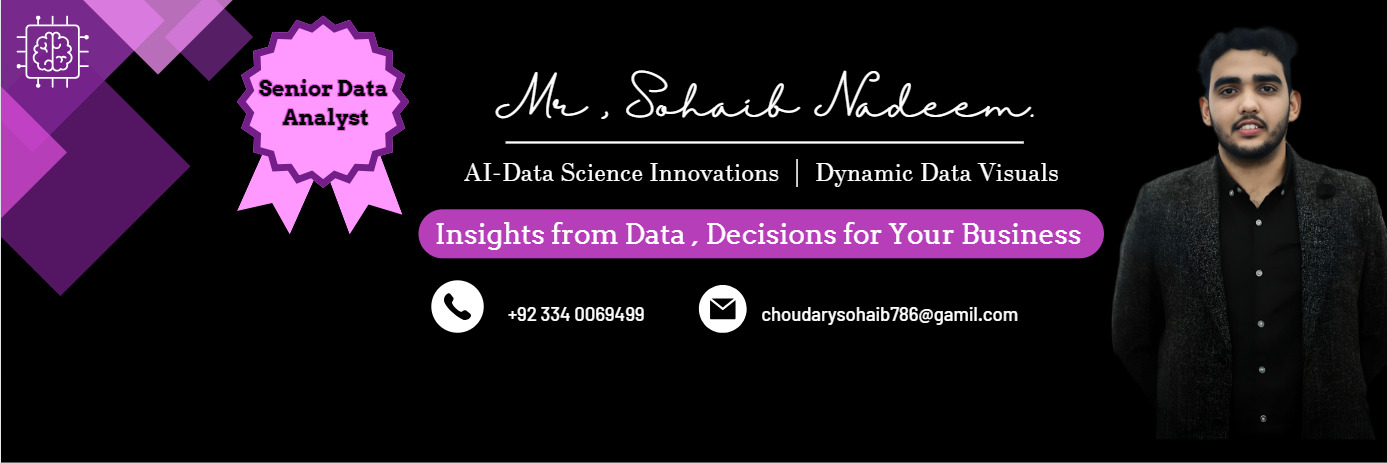 Senior Data
Analyst
Mr , Sohaib Nadeem.
AI-Data Science Innovations | Dynamic Data Visuals
Insights from Data , Decisions for Your Business
+92 334 0069499
choudarysohaib786@gamil.com